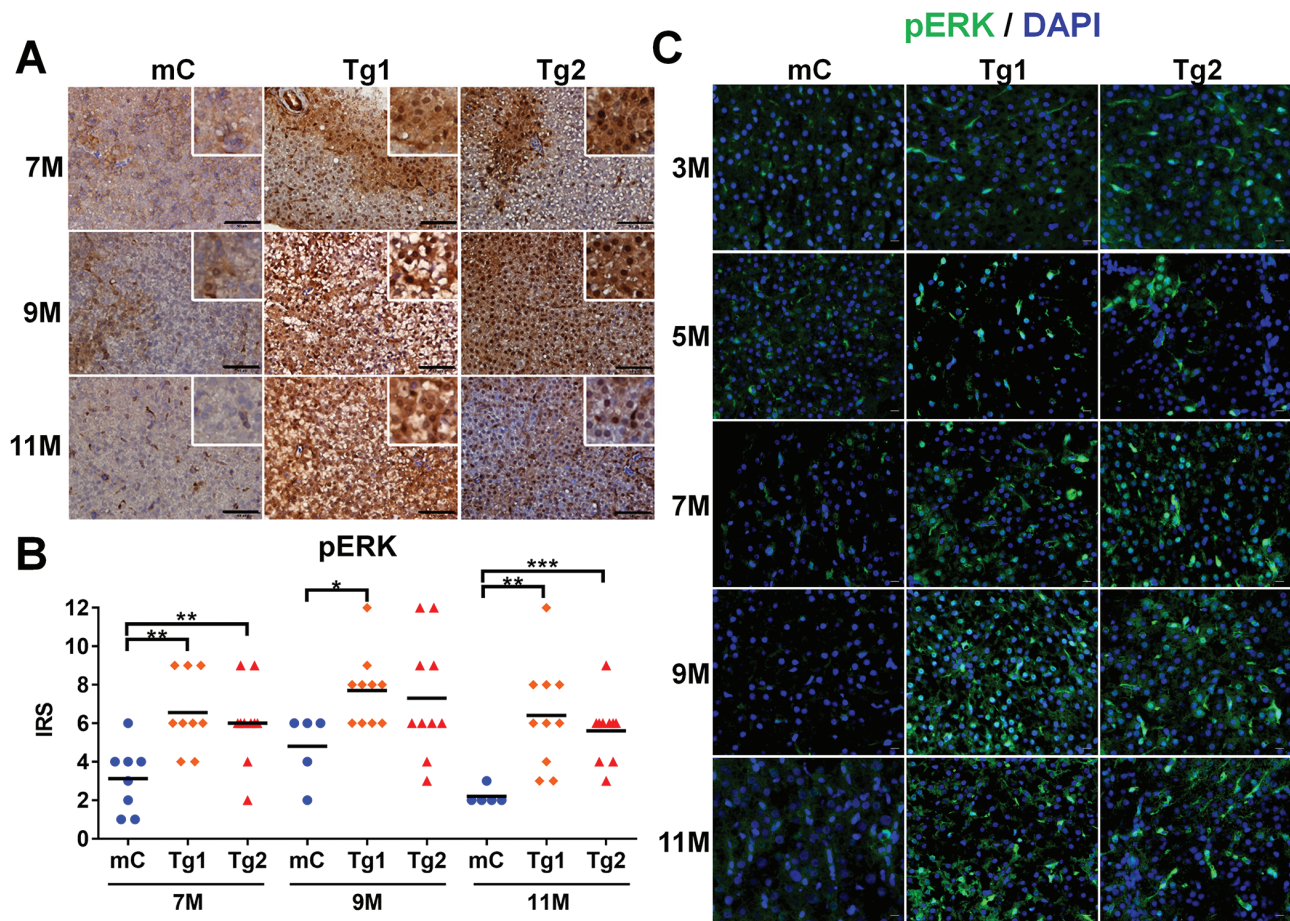 A
mC Tg1 Tg2
7M
9M
11M
B
pERK
** ** * ** ***
IRS
12
10
8
6
4
2
0
mC Tg1 Tg2 mC Tg1 Tg2 mC Tg1 Tg2
7M 9M 11M
C
pERK / DAPI
mC Tg1 Tg2
3M
5M
7M
9M
11M